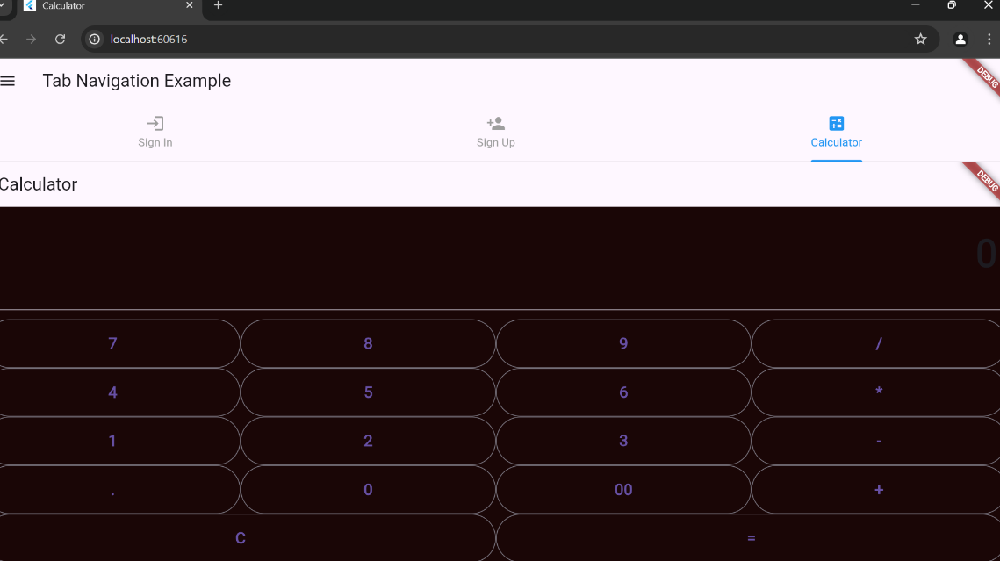 Calculator
localhost:60616
Tab Navigation Example
DEBUG
Sign In Sign Up Calculator
Calculator
DEBUG
0
7 8 9 /
4 5 6 *
1 2 3 -
. 0 00 +
C =